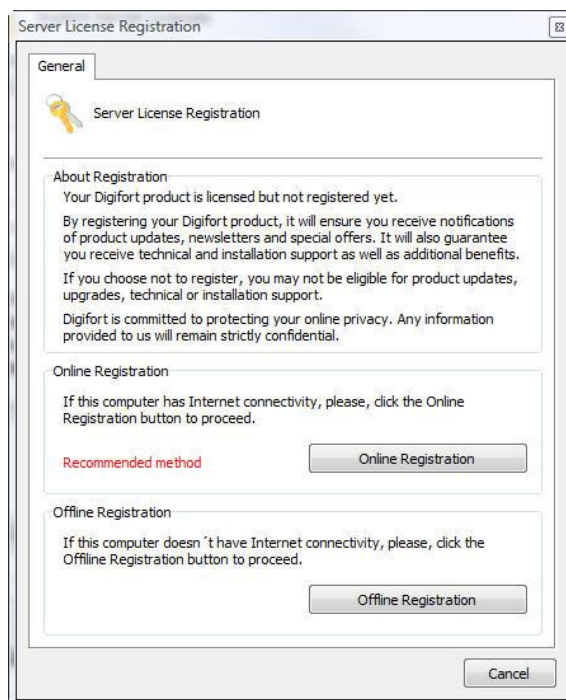 Server License Registration
General
Server License Registration
About Registration
Your Digifort product is licensed but not registered yet.
By registering your Digifort product, it will ensure you receive notifications
of product updates, newsletters and special offers. It will also guarantee
you receive technical and installation support as well as additional benefits.
If you choose not to register, you may not be eligible for product updates,
upgrades, technical or installation support.
Digifort is committed to protecting your online privacy. Any information
provided to us will remain strictly confidential.
Online Registration
If this computer has Internet connectivity, please, click the Online
Registration button to proceed.
Recommended method
Online Registration
Offline Registration
If this computer doesn´t have Internet connectivity, please, click the
Offliine Registration button to proceed.
Offline Registration
Cancel